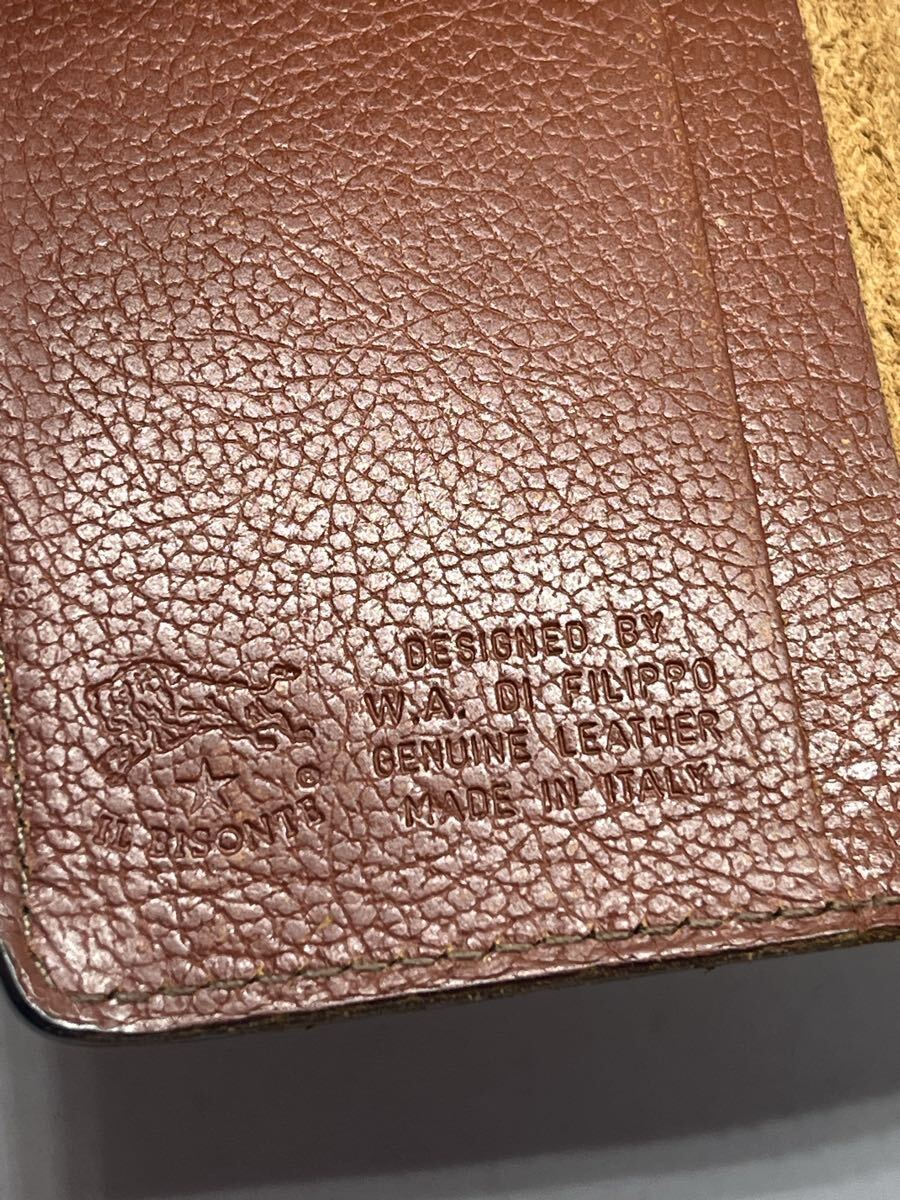 DESIGNED BY
W.A. DI FILIPPO
GENUINE LEATHER
MADE IN ITALY
©
IL BISONTE